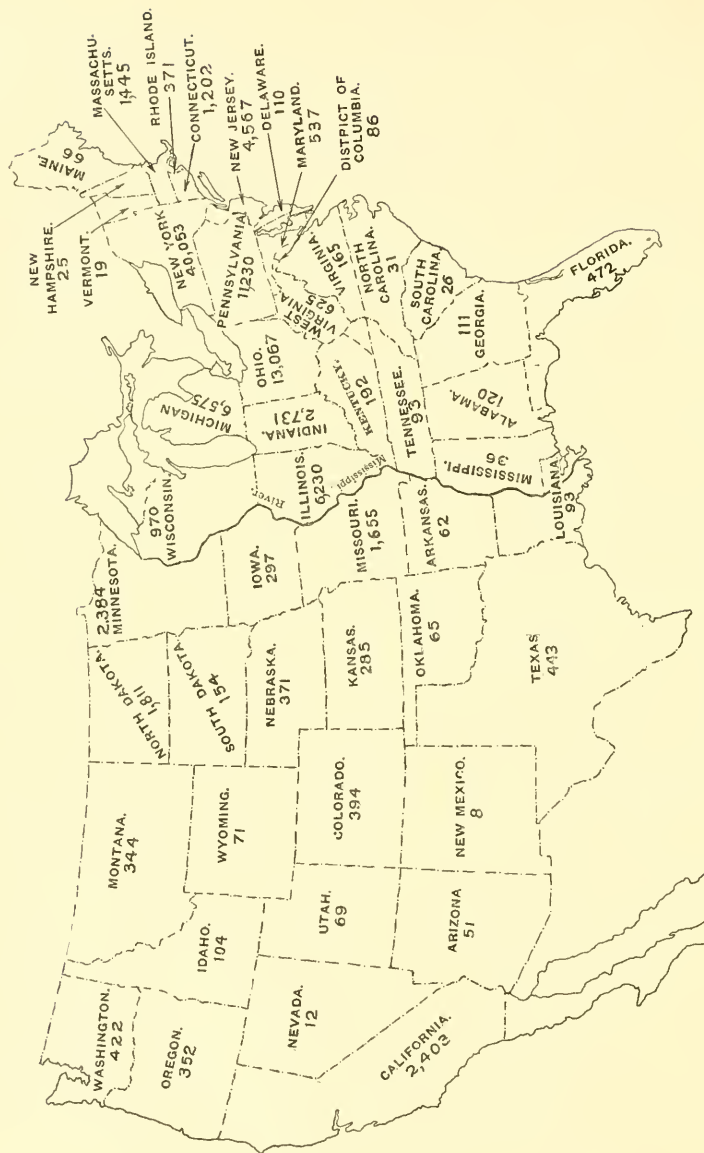 WASHINGTON.
422
OREGON.
352
CALIFORNIA.
2,403
NEVADA.
12
IDAHO.
104
MONTANA.
344
WYOMING.
71
UTAH.
69
COLORADO.
394
ARIZONA
51
NEW MEXICO.
8
NORTH DAKOTA.
1,811
SOUTH DAKOTA
154
NEBRASKA.
371
KANSAS.
285
OKLAHOMA.
65
TEXAS
443
2,384
MINNESOTA.
IOWA.
297
MISSOURI.
1,655
ARKANSAS.
62
LOUISIANA.
93
970
WISCONSIN.
ILLINOIS.
6,230
Mississippi
River
MICHIGAN
6,575
INDIANA.
2,731
OHIO.
13,067
KENTUCKY.
192
TENNESSEE.
93
MISSISSIPPI.
36
ALABAMA.
120
111
GEORGIA.
FLORIDA.
472
SOUTH
CAROLINA.
26
NORTH
CAROLINA.
31
VIRGINIA.
165
WEST
VIRGINIA
625
PENNSYLVANIA
11,230
NEW YORK
40,053
VERMONT.
19
NEW
HAMPSHIRE.
25
MAINE.
66
MASSACHU-
SETTS.
1,445
RHODE ISLAND.
371
CONNECTICUT.
1,202
NEW JERSEY.
4,567
DELAWARE.
110
MARYLAND.
537
DISTRICT OF
COLUMBIA.
86